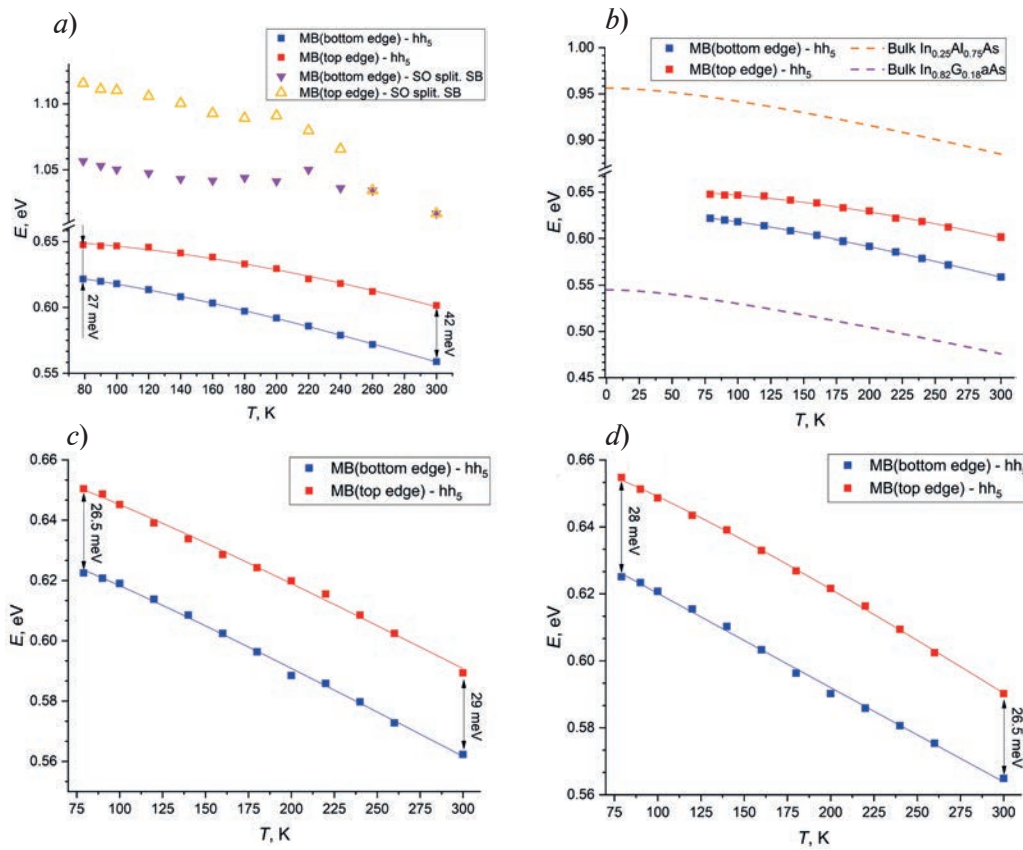 a)
MB(bottom edge) - hh₅
MB(top edge) - hh₅
MB(bottom edge) - SO split. SB
MB(top edge) - SO split. SB
1.10
1.05
0.65
0.60
0.55
E, eV
27 meV
42 meV
80 100 120 140 160 180 200 220 240 260 280 300
T, K
b)
MB(bottom edge) - hh₅
MB(top edge) - hh₅
Bulk In₀.₂₅Al₀.₇₅As
Bulk In₀.₈₂G₀.₁₈aAs
1.00
0.95
0.90
0.65
0.60
0.55
0.50
0.45
E, eV
0 25 50 75 100 125 150 175 200 225 250 275 300
T, K
c)
MB(bottom edge) - hh₅
MB(top edge) - hh₅
0.66
0.64
0.62
0.60
0.58
0.56
E, eV
26.5 meV
29 meV
75 100 125 150 175 200 225 250 275 300
T, K
d)
MB(bottom edge) - hh
MB(top edge) - hh₅
0.66
0.64
0.62
0.60
0.58
0.56
E, eV
28 meV
26.5 meV
75 100 125 150 175 200 225 250 275 300
T, K